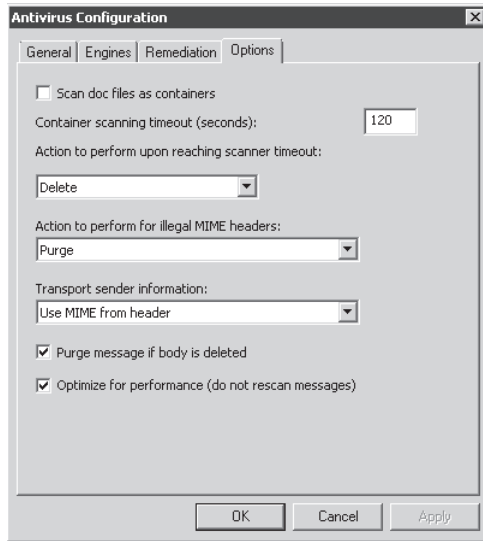 Antivirus Configuration
General Engines Remediation Options
Scan doc files as containers
Container scanning timeout (seconds): 120
Action to perform upon reaching scanner timeout:
Delete
Action to perform for illegal MIME headers:
Purge
Transport sender information:
Use MIME from header
Purge message if body is deleted
Optimize for performance (do not rescan messages)
OK Cancel Apply